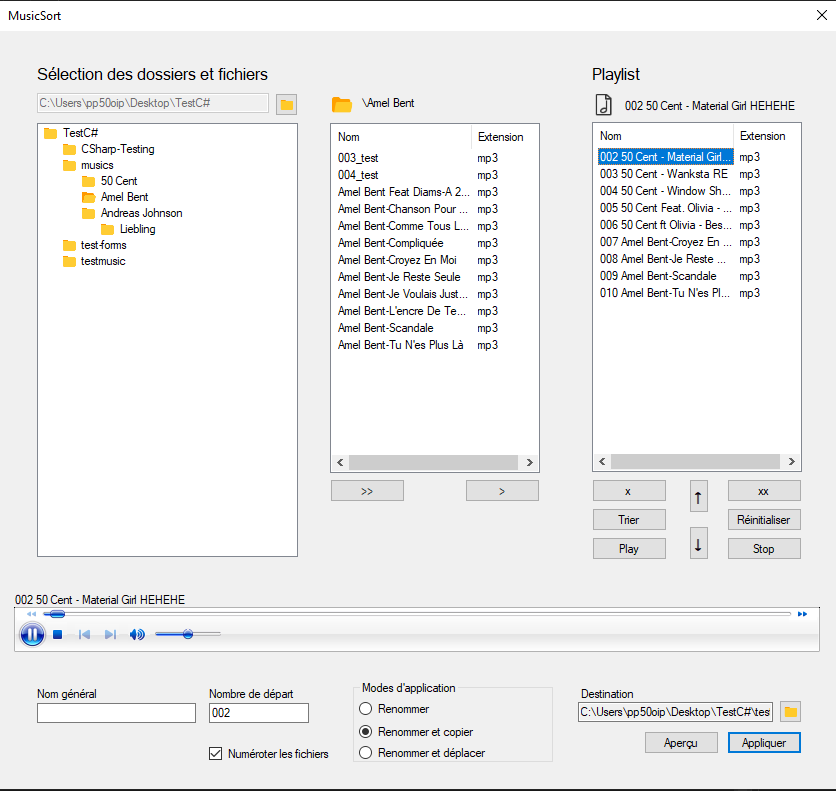 MusicSort
Sélection des dossiers et fichiers
C:\Users\pp50oip\Desktop\TestC#
TestC#
CSharp-Testing
musics
50 Cent
Amel Bent
Andreas Johnson
Liebling
test-forms
testmusic
\Amel Bent
Nom Extension
003_test mp3
004_test mp3
Amel Bent Feat Diams-A 2... mp3
Amel Bent-Chanson Pour ... mp3
Amel Bent-Comme Tous L... mp3
Amel Bent-Compliquée mp3
Amel Bent-Croyez En Moi mp3
Amel Bent-Je Reste Seule mp3
Amel Bent-Je Voulais Just... mp3
Amel Bent-L'encre De Te... mp3
Amel Bent-Scandale mp3
Amel Bent-Tu N'es Plus Là mp3
>> >
Playlist
002 50 Cent - Material Girl HEHEHE
Nom Extension
002 50 Cent - Material Girl... mp3
003 50 Cent - Wanksta RE mp3
004 50 Cent - Window Sh... mp3
005 50 Cent Feat. Olivia - ... mp3
006 50 Cent ft Olivia - Bes... mp3
007 Amel Bent-Croyez En ... mp3
008 Amel Bent-Je Reste ... mp3
009 Amel Bent-Scandale mp3
010 Amel Bent-Tu N'es Pl... mp3
x ↑ xx
Trier Réinitialiser
Play ↓ Stop
002 50 Cent - Material Girl HEHEHE
Nom général
Nombre de départ
002
Numéroter les fichiers
Modes d'application
Renommer
Renommer et copier
Renommer et déplacer
Destination
C:\Users\pp50oip\Desktop\TestC#\tes
Aperçu Appliquer